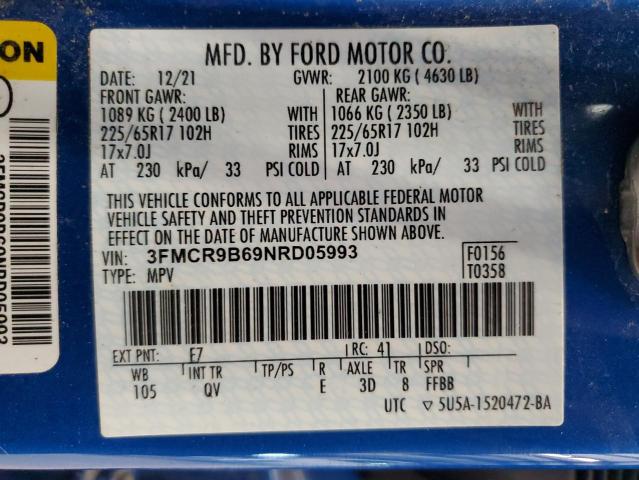 ON
MFD. BY FORD MOTOR CO.
DATE: 12/21 GVWR: 2100 KG ( 4630 LB)
FRONT GAWR: REAR GAWR:
1089 KG ( 2400 LB) WITH 1066 KG ( 2350 LB) WITH
225/65R17 102H TIRES 225/65R17 102H TIRES
17x7.0J RIMS 17x7.0J RIMS
AT 230 kPa/ 33 PSI COLD AT 230 kPa/ 33 PSI COLD
THIS VEHICLE CONFORMS TO ALL APPLICABLE FEDERAL MOTOR
VEHICLE SAFETY AND THEFT PREVENTION STANDARDS IN
EFFECT ON THE DATE OF MANUFACTURE SHOWN ABOVE.
VIN: 3FMCR9B69NRD05993 F0156
TYPE: MPV T0358
EXT PNT: E7 RC: 41 DSO:
WB INT TR TP/PS R AXLE TR SPR
105 QV E 3D 8 FFBB
UTC ▽ 5U5A-1520472-BA
3FMCR9B69NRD05993